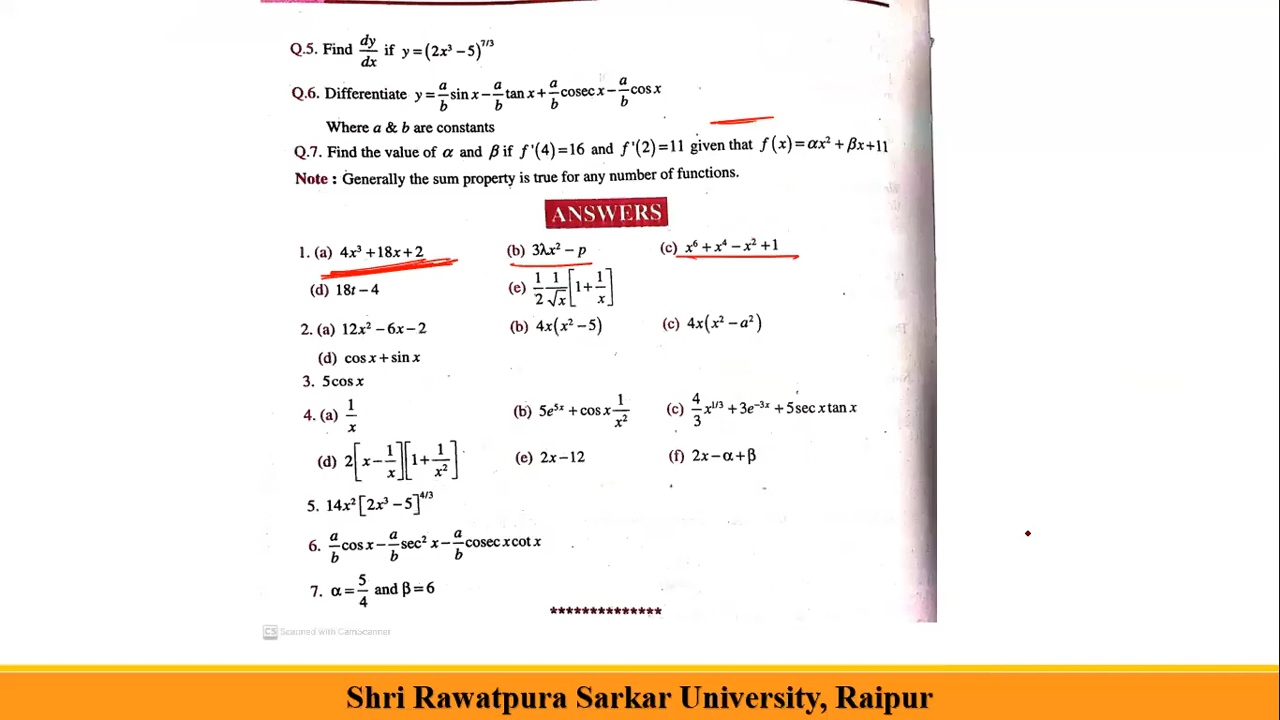 Q.5. Find dy/dx if y=(2x³−5)^{7/3}
Q.6. Differentiate y = a/b sin x − a/b tan x + a/b cosec x − a/b cos x
Where a & b are constants
Q.7. Find the value of α and β if f'(4)=16 and f'(2)=11 given that f(x)=αx²+βx+11
Note : Generally the sum property is true for any number of functions.
ANSWERS
1. (a) 4x³+18x+2 (b) 3λx²−p (c) x⁶+x⁴−x²+1
(d) 18t−4 (e) 1/2 1/√x [1+1/x]
2. (a) 12x²−6x−2 (b) 4x(x²−5) (c) 4x(x²−a²)
(d) cos x+sin x
3. 5cos x
4. (a) 1/x (b) 5e^{5x}+cos x 1/x² (c) 4/3 x^{1/3}+3e^{−3x}+5 sec x tan x
(d) 2[x−1/x][1+1/x²] (e) 2x−12 (f) 2x−α+β
5. 14x²[2x³−5]^{4/3}
6. a/b cos x − a/b sec² x − a/b cosec x cot x
7. α=5/4 and β=6
**************
CS Scanned with CamScanner
Shri Rawatpura Sarkar University, Raipur